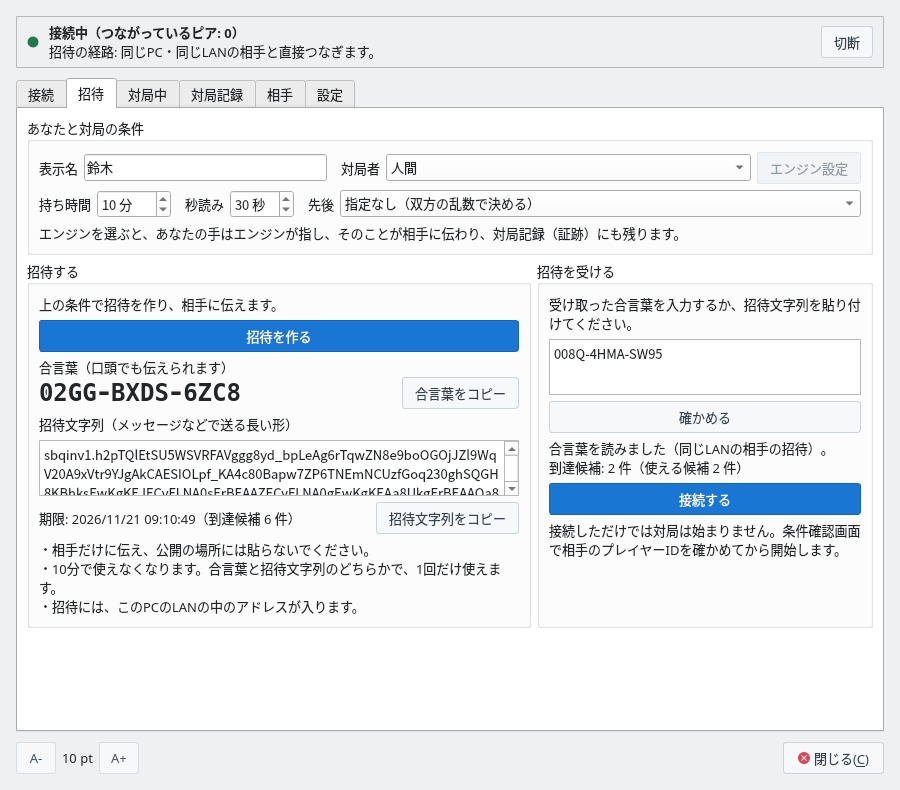 接続中（つながっているピア: 0）
招待の経路: 同じPC・同じLANの相手と直接つなぎます。
切断
接続 招待 対局中 対局記録 相手 設定
あなたと対局の条件
表示名 鈴木 対局者 人間 エンジン設定
持ち時間 10 分 秒読み 30 秒 先後 指定なし（双方の乱数で決める）
エンジンを選ぶと、あなたの手はエンジンが指し、そのことが相手に伝わり、対局記録（証跡）にも残ります。
招待する
上の条件で招待を作り、相手に伝えます。
招待を作る
合言葉（口頭でも伝えられます）
02GG-BXDS-6ZC8
合言葉をコピー
招待文字列（メッセージなどで送る長い形）
sbqinv1.h2pTQlEtSU5WSVRFAVggg8yd_bpLeAg6rTqwZN8e9boOGOjJZl9Wq
V20A9xVtr9YJgAkCAESIOLpf_KA4c80Bapw7ZP6TNEmNCUzfGoq230ghSQGH
期限: 2026/11/21 09:10:49（到達候補 6 件）
招待文字列をコピー
・相手だけに伝え、公開の場所には貼らないでください。
・10分で使えなくなります。合言葉と招待文字列のどちらかで、1回だけ使えま
す。
・招待には、このPCのLANの中のアドレスが入ります。
招待を受ける
受け取った合言葉を入力するか、招待文字列を貼り付
けてください。
008Q-4HMA-SW95
確かめる
合言葉を読みました（同じLANの相手の招待）。
到達候補: 2 件（使える候補 2 件）
接続する
接続しただけでは対局は始まりません。条件確認画面
で相手のプレイヤーIDを確かめてから開始します。
A- 10 pt A+
閉じる(C)